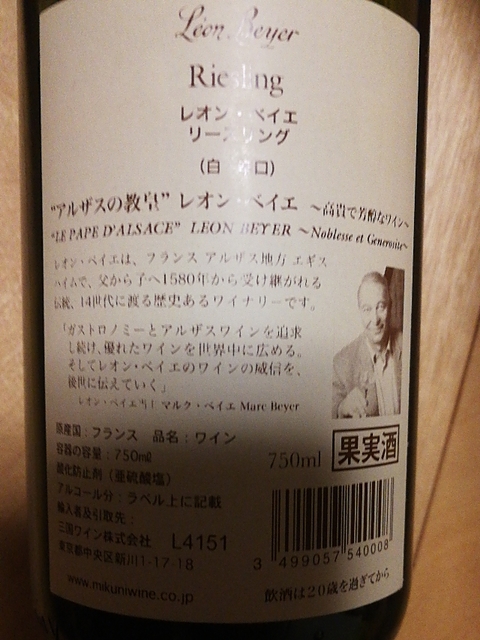 Léon Beyer
Riesling
レオン・ベイエ
リースリング
(白 辛口)
“アルザスの教皇” レオン・ベイエ ~高貴で芳醇なワイン~
“LE PAPE D'ALSACE” LEON BEYER ~Noblesse et Generosite~
レオン・ベイエは、フランス アルザス地方 エギス
ハイムで、父から子へ1580年から受け継がれる
伝統、14世代に渡る歴史あるワイナリーです。
「ガストロノミーとアルザスワインを追求
し続け、優れたワインを世界中に広める。
そしてレオン・ベイエのワインの威信を、
後世に伝えていく」
レオン・ベイエ当主 マルク・ベイエ Marc Beyer
原産国:フランス 品名:ワイン
容器の容量:750㎖
750ml 果実酒
酸化防止剤(亜硫酸塩)
アルコール分:ラベル上に記載
輸入者及引取先:
三国ワイン株式会社 L4151
東京都中央区新川1-17-18
3 499057 540008
www.mikuniwine.co.jp
飲酒は20歳を過ぎてから